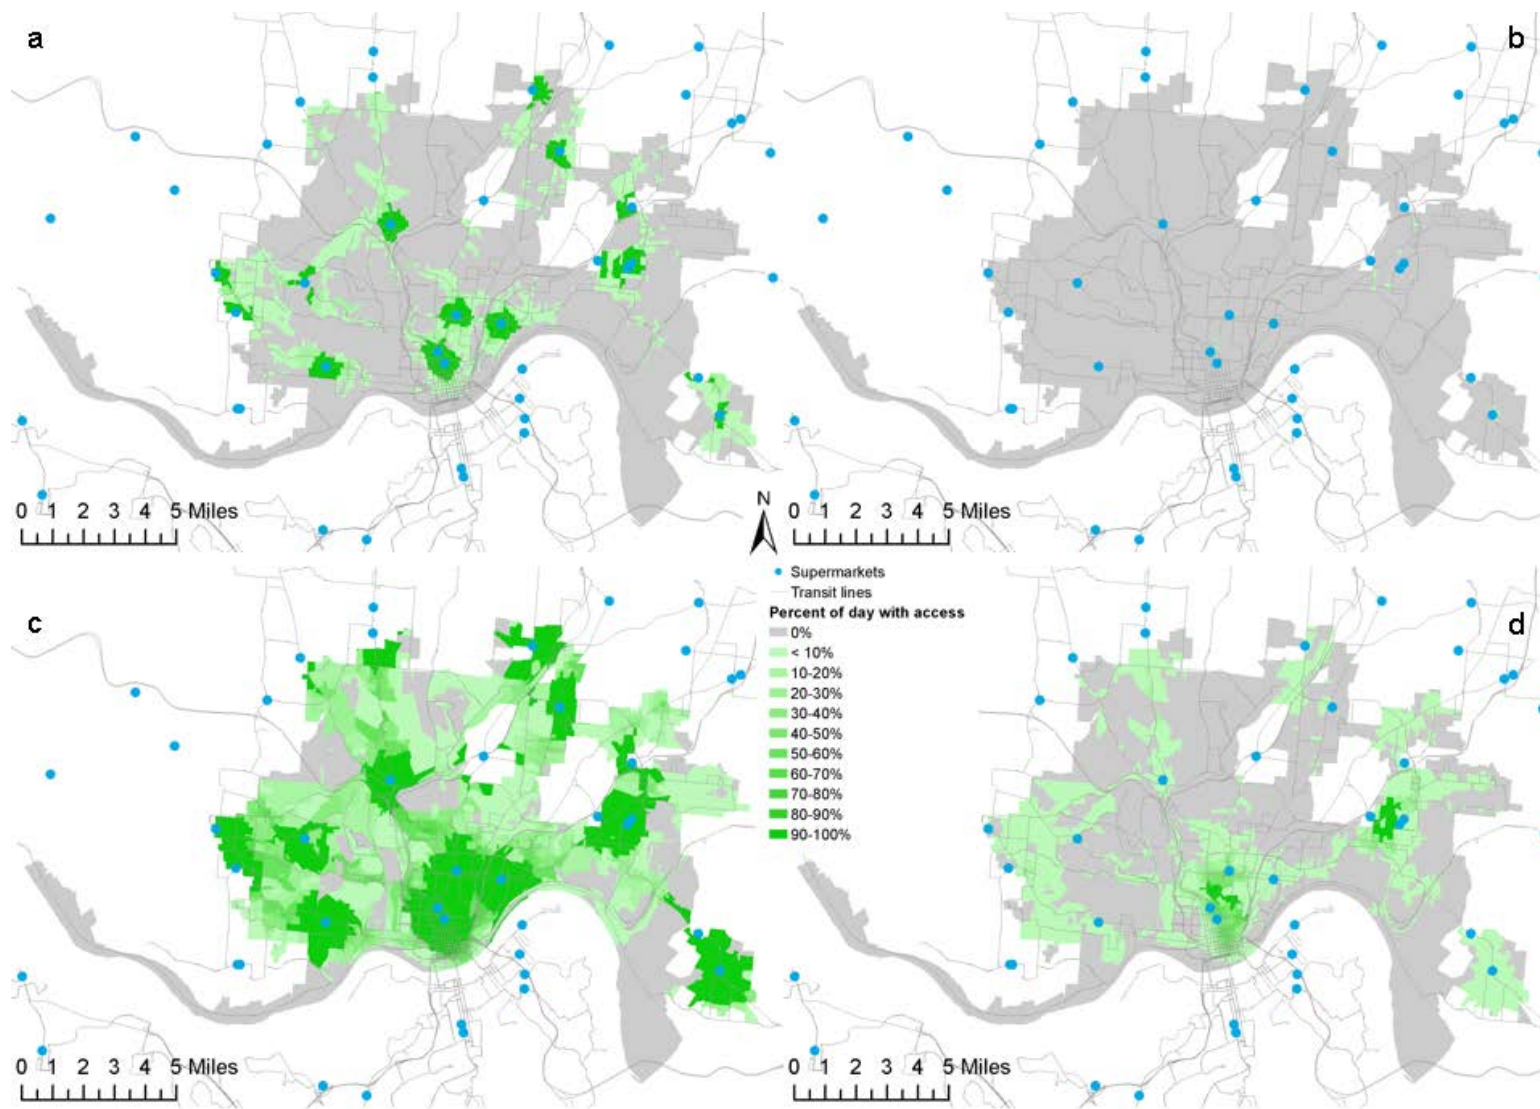 a
b
0 1 2 3 4 5 Miles
N
0 1 2 3 4 5 Miles
Supermarkets
Transit lines
Percent of day with access
0%
< 10%
10-20%
20-30%
30-40%
40-50%
50-60%
60-70%
70-80%
80-90%
90-100%
c
d
0 1 2 3 4 5 Miles
0 1 2 3 4 5 Miles